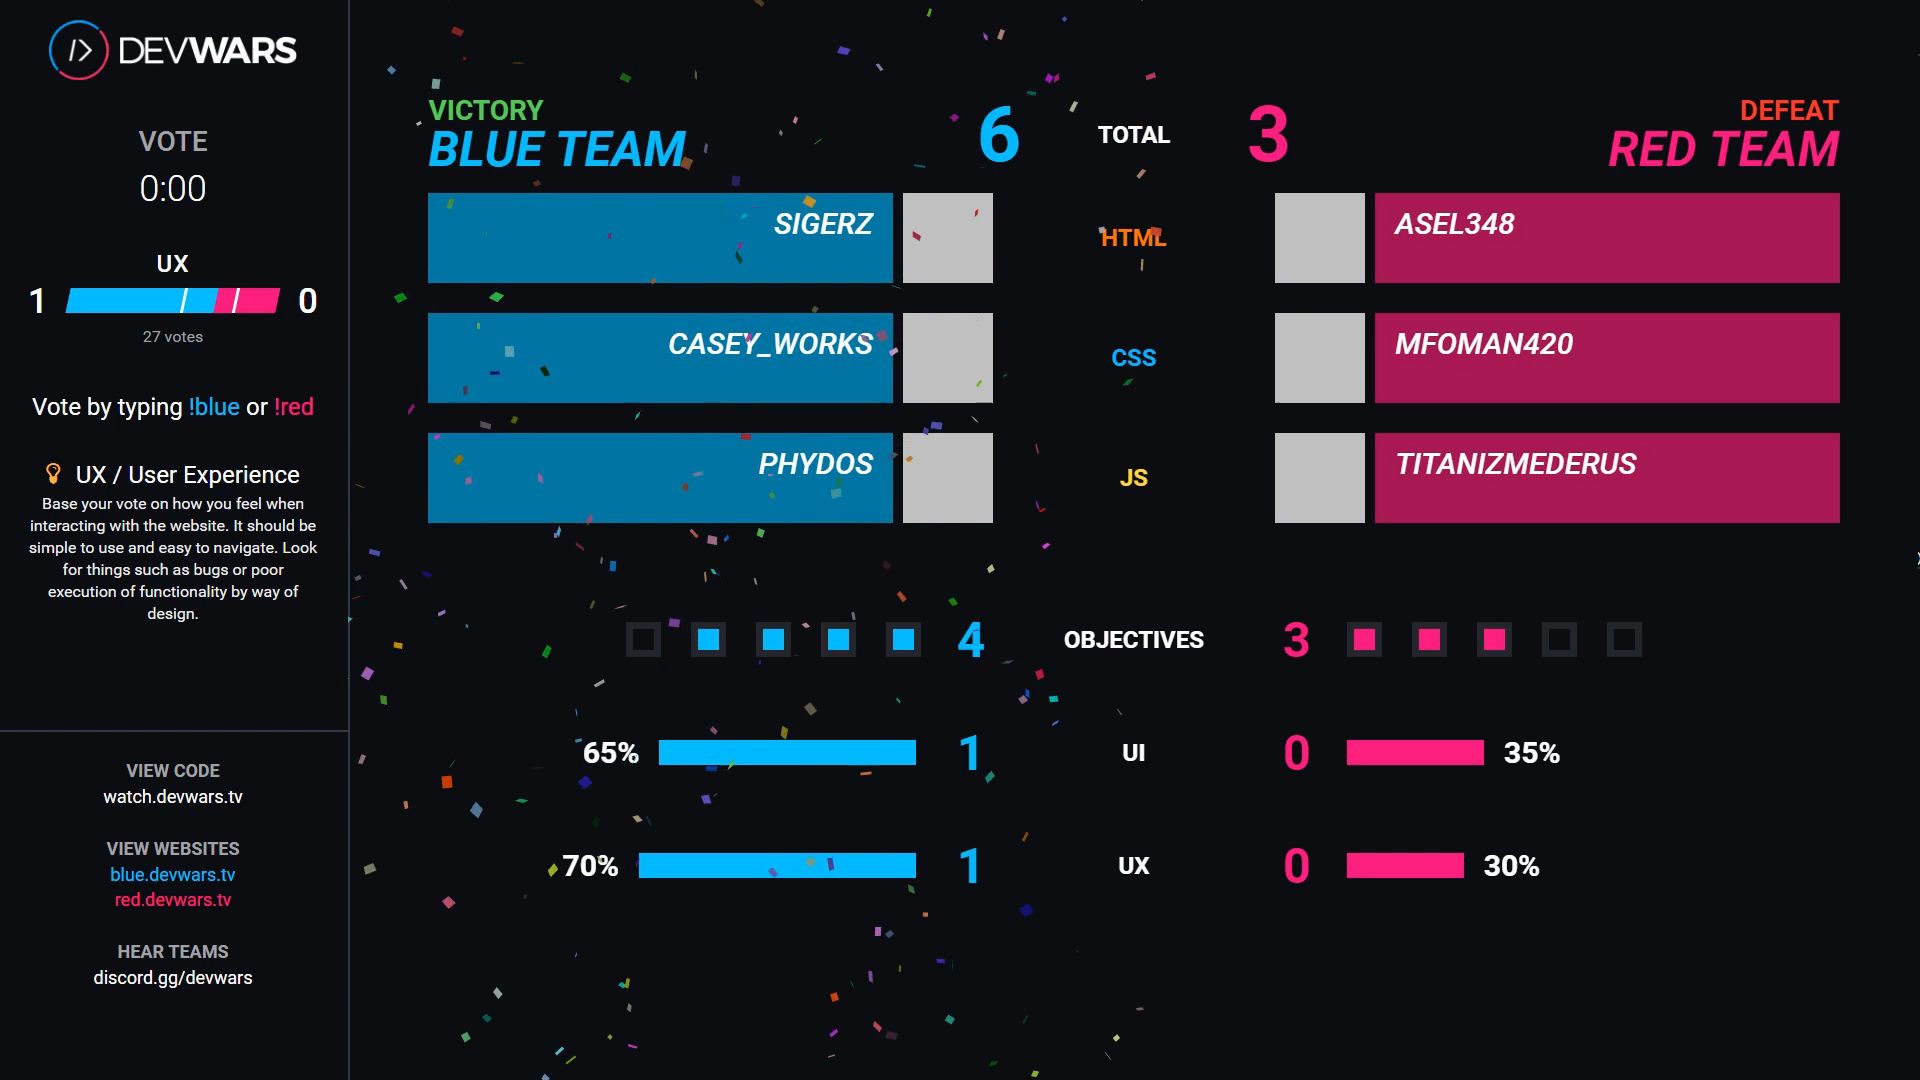 DEVWARS
VOTE
0:00
UX
1 0
27 votes
Vote by typing !blue or !red
UX / User Experience
Base your vote on how you feel when
interacting with the website. It should be
simple to use and easy to navigate. Look
for things such as bugs or poor
execution of functionality by way of
design.
VIEW CODE
watch.devwars.tv
VIEW WEBSITES
blue.devwars.tv
red.devwars.tv
HEAR TEAMS
discord.gg/devwars
VICTORY
BLUE TEAM
6 TOTAL 3
DEFEAT
RED TEAM
SIGERZ HTML ASEL348
CASEY_WORKS CSS MFOMAN420
PHYDOS JS TITANIZMEDERUS
4 OBJECTIVES 3
65% 1 UI 0 35%
70% 1 UX 0 30%